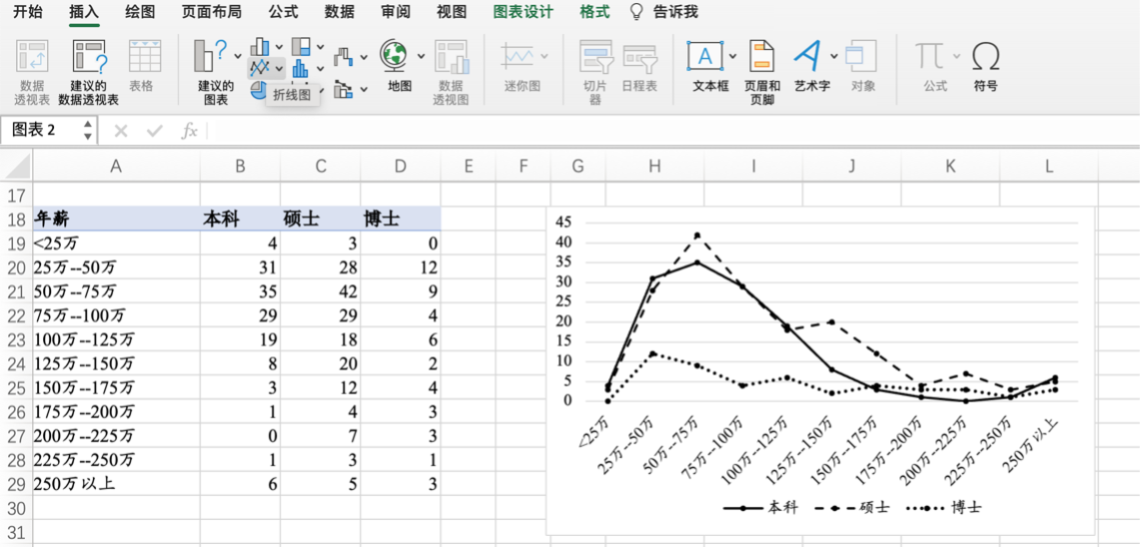 开始 插入 绘图 页面布局 公式 数据 审阅 视图 图表设计 格式 告诉我
数据透视表 建议的数据透视表 表格 建议的图表 折线图 地图 数据透视图 迷你图 切片器 日程表 文本框 页眉和页脚 艺术字 对象 公式 符号
图表 2 fx
A B C D E F G H I J K L
17
18 年薪 本科 硕士 博士
19 <25万 4 3 0
20 25万--50万 31 28 12
21 50万--75万 35 42 9
22 75万--100万 29 29 4
23 100万--125万 19 18 6
24 125万--150万 8 20 2
25 150万--175万 3 12 4
26 175万--200万 1 4 3
27 200万--225万 0 7 3
28 225万--250万 1 3 1
29 250万以上 6 5 3
30
31
45
40
35
30
25
20
15
10
5
0
<25万 25万--50万 50万--75万 75万--100万 100万--125万 125万--150万 150万--175万 175万--200万 200万--225万 225万--250万 250万以上
本科 硕士 博士